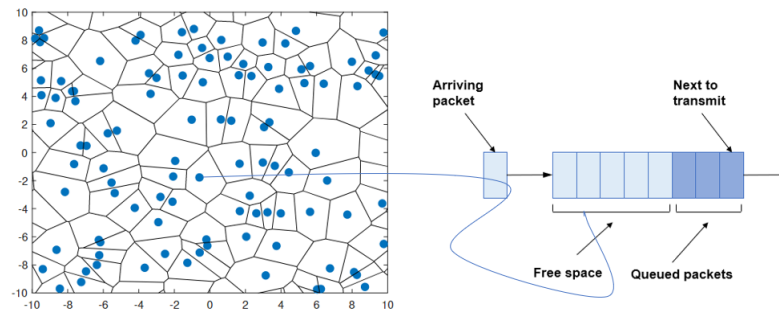 10
8
6
4
2
0
-2
-4
-6
-8
-10
-10 -8 -6 -4 -2 0 2 4 6 8 10
Arriving
packet
Next to
transmit
Free space
Queued packets